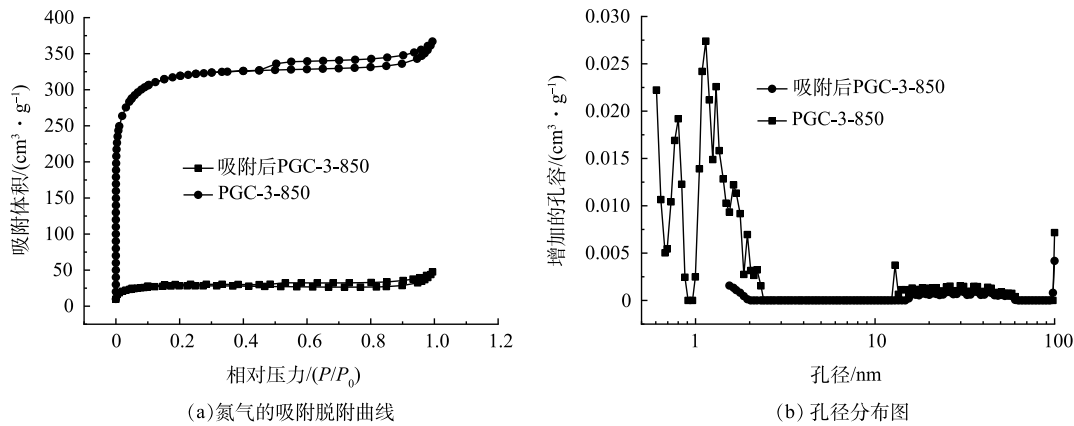 400
350
300
250
200
150
100
50
0
吸附体积/(cm³·g⁻¹)
吸附后PGC-3-850
PGC-3-850
0 0.2 0.4 0.6 0.8 1.0 1.2
相对压力/(P/P₀)
(a)氮气的吸附脱附曲线
0.030
0.025
0.020
0.015
0.010
0.005
0
增加的孔容/(cm³·g⁻¹)
吸附后PGC-3-850
PGC-3-850
1 10 100
孔径/nm
(b)孔径分布图